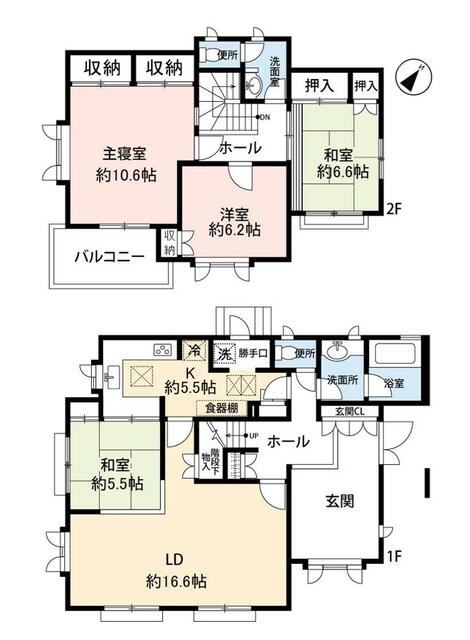 便所
洗面室
収納
収納
押入
押入
DN
ホール
主寝室
約10.6帖
和室
約6.6帖
洋室
約6.2帖
収納
バルコニー
2F
冷
洗
勝手口
便所
洗面所
浴室
K
約5.5帖
食器棚
玄関CL
UP
ホール
階段下
物入
和室
約5.5帖
玄関
LD
約16.6帖
1F